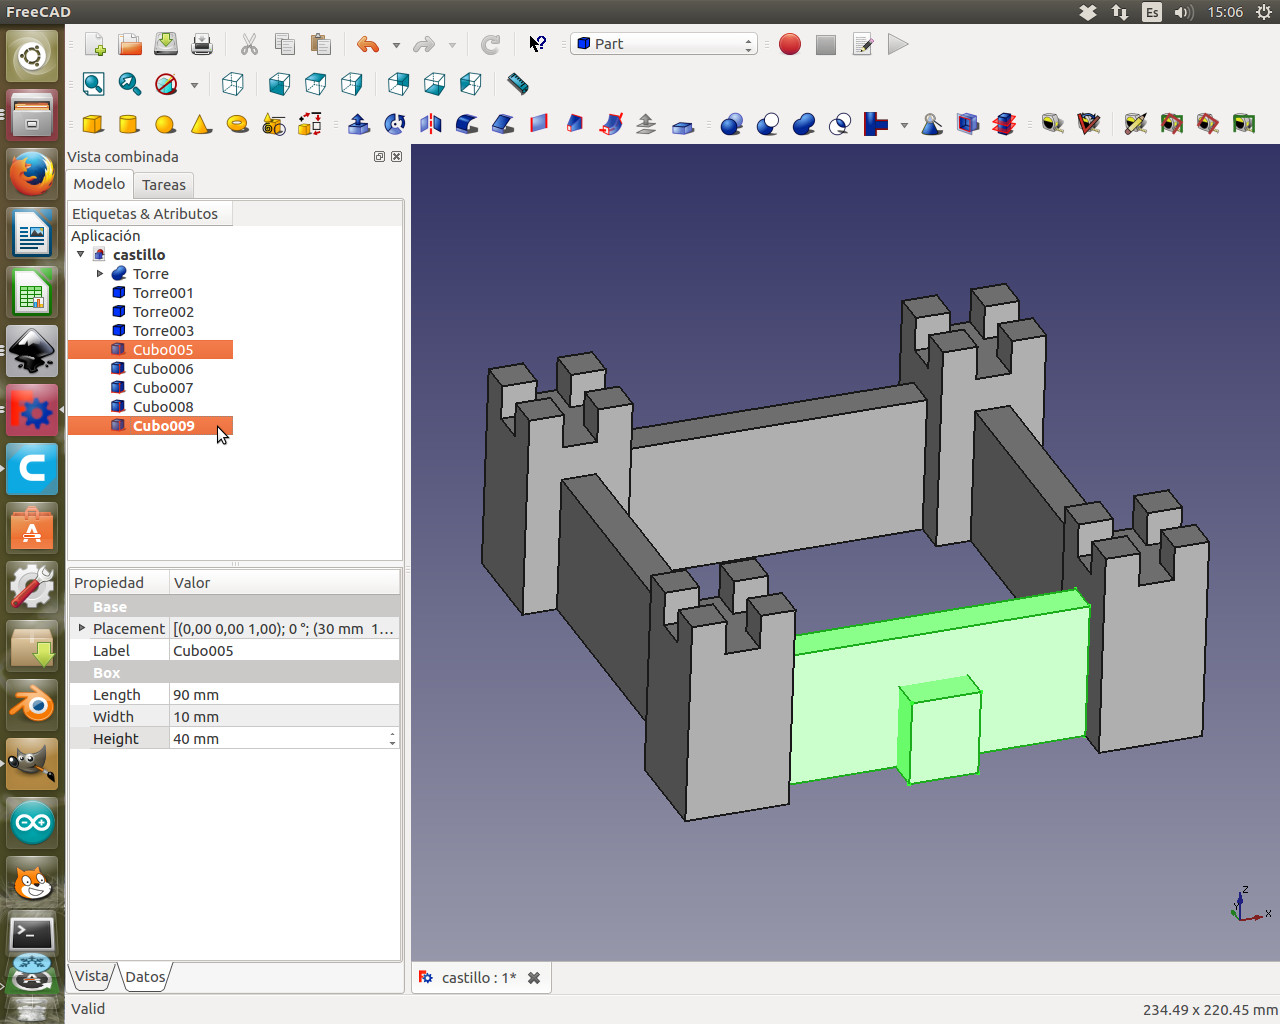 FreeCAD
Es
15:06
Part
Vista combinada
Modelo
Tareas
Etiquetas & Atributos
Aplicación
castillo
Torre
Torre001
Torre002
Torre003
Cubo005
Cubo006
Cubo007
Cubo008
Cubo009
Propiedad Valor
Base
Placement [(0,00 0,00 1,00); 0 °; (30 mm 1...
Label Cubo005
Box
Length 90 mm
Width 10 mm
Height 40 mm
Vista
Datos
castillo : 1*
Z
Y
X
Valid
234.49 x 220.45 mm